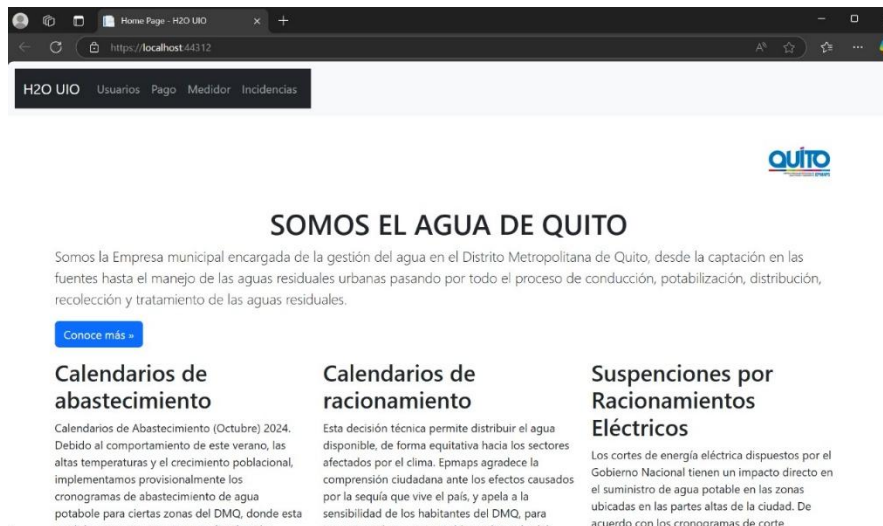 Home Page - H2O UIO
https://localhost:44312
H2O UIO Usuarios Pago Medidor Incidencias
QUITO
SOMOS EL AGUA DE QUITO
Somos la Empresa municipal encargada de la gestión del agua en el Distrito Metropolitana de Quito, desde la captación en las
fuentes hasta el manejo de las aguas residuales urbanas pasando por todo el proceso de conducción, potabilización, distribución,
recolección y tratamiento de las aguas residuales.
Conoce más »
Calendarios de
abastecimiento
Calendarios de Abastecimiento (Octubre) 2024.
Debido al comportamiento de este verano, las
altas temperaturas y el crecimiento poblacional,
implementamos provisionalmente los
cronogramas de abastecimiento de agua
potabole para ciertas zonas del DMQ, donde esta
Calendarios de
racionamiento
Esta decisión técnica permite distribuir el agua
disponible, de forma equitativa hacia los sectores
afectados por el clima. Epmaps agradece la
comprensión ciudadana ante los efectos causados
por la sequía que vive el país, y apela a la
sensibilidad de los habitantes del DMQ, para
Suspenciones por
Racionamientos
Eléctricos
Los cortes de energía eléctrica dispuestos por el
Gobierno Nacional tienen un impacto directo en
el suministro de agua potable en las zonas
ubicadas en las partes altas de la ciudad. De
acuerdo con los cronogramas de corte